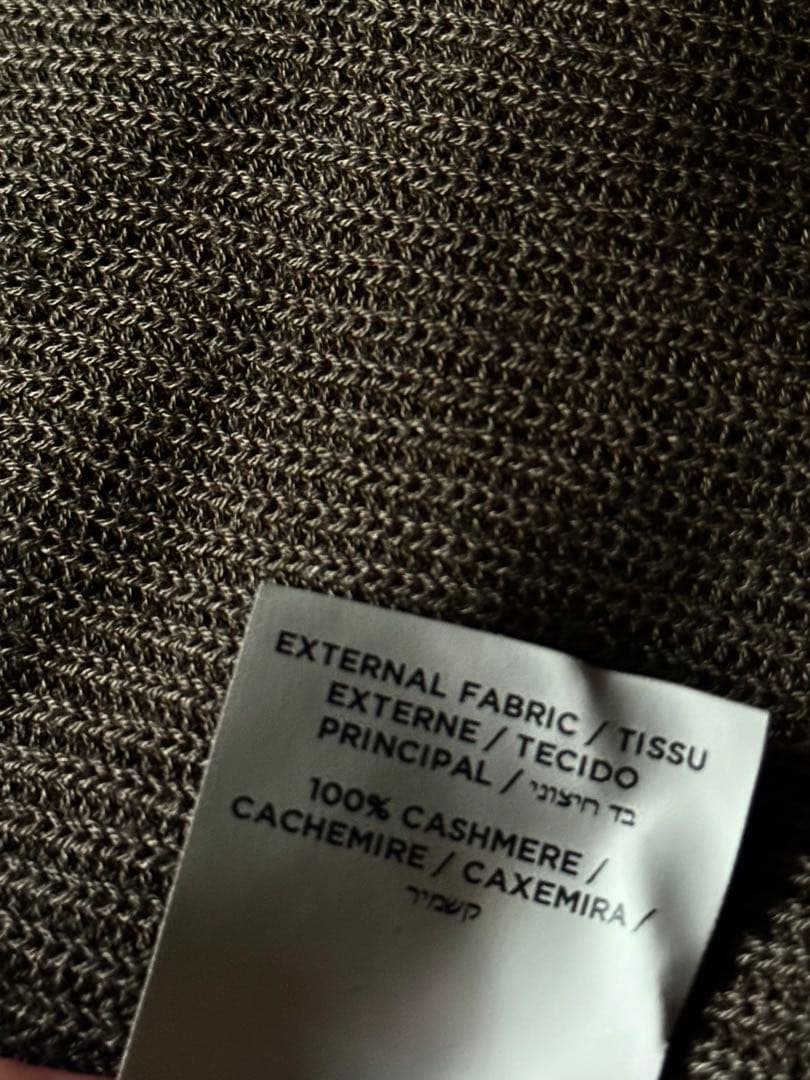 EXTERNAL FABRIC / TISSU
EXTERNE / TECIDO
PRINCIPAL / בד חיצוני
100% CASHMERE /
CACHEMIRE / CAXEMIRA /
קשמיר